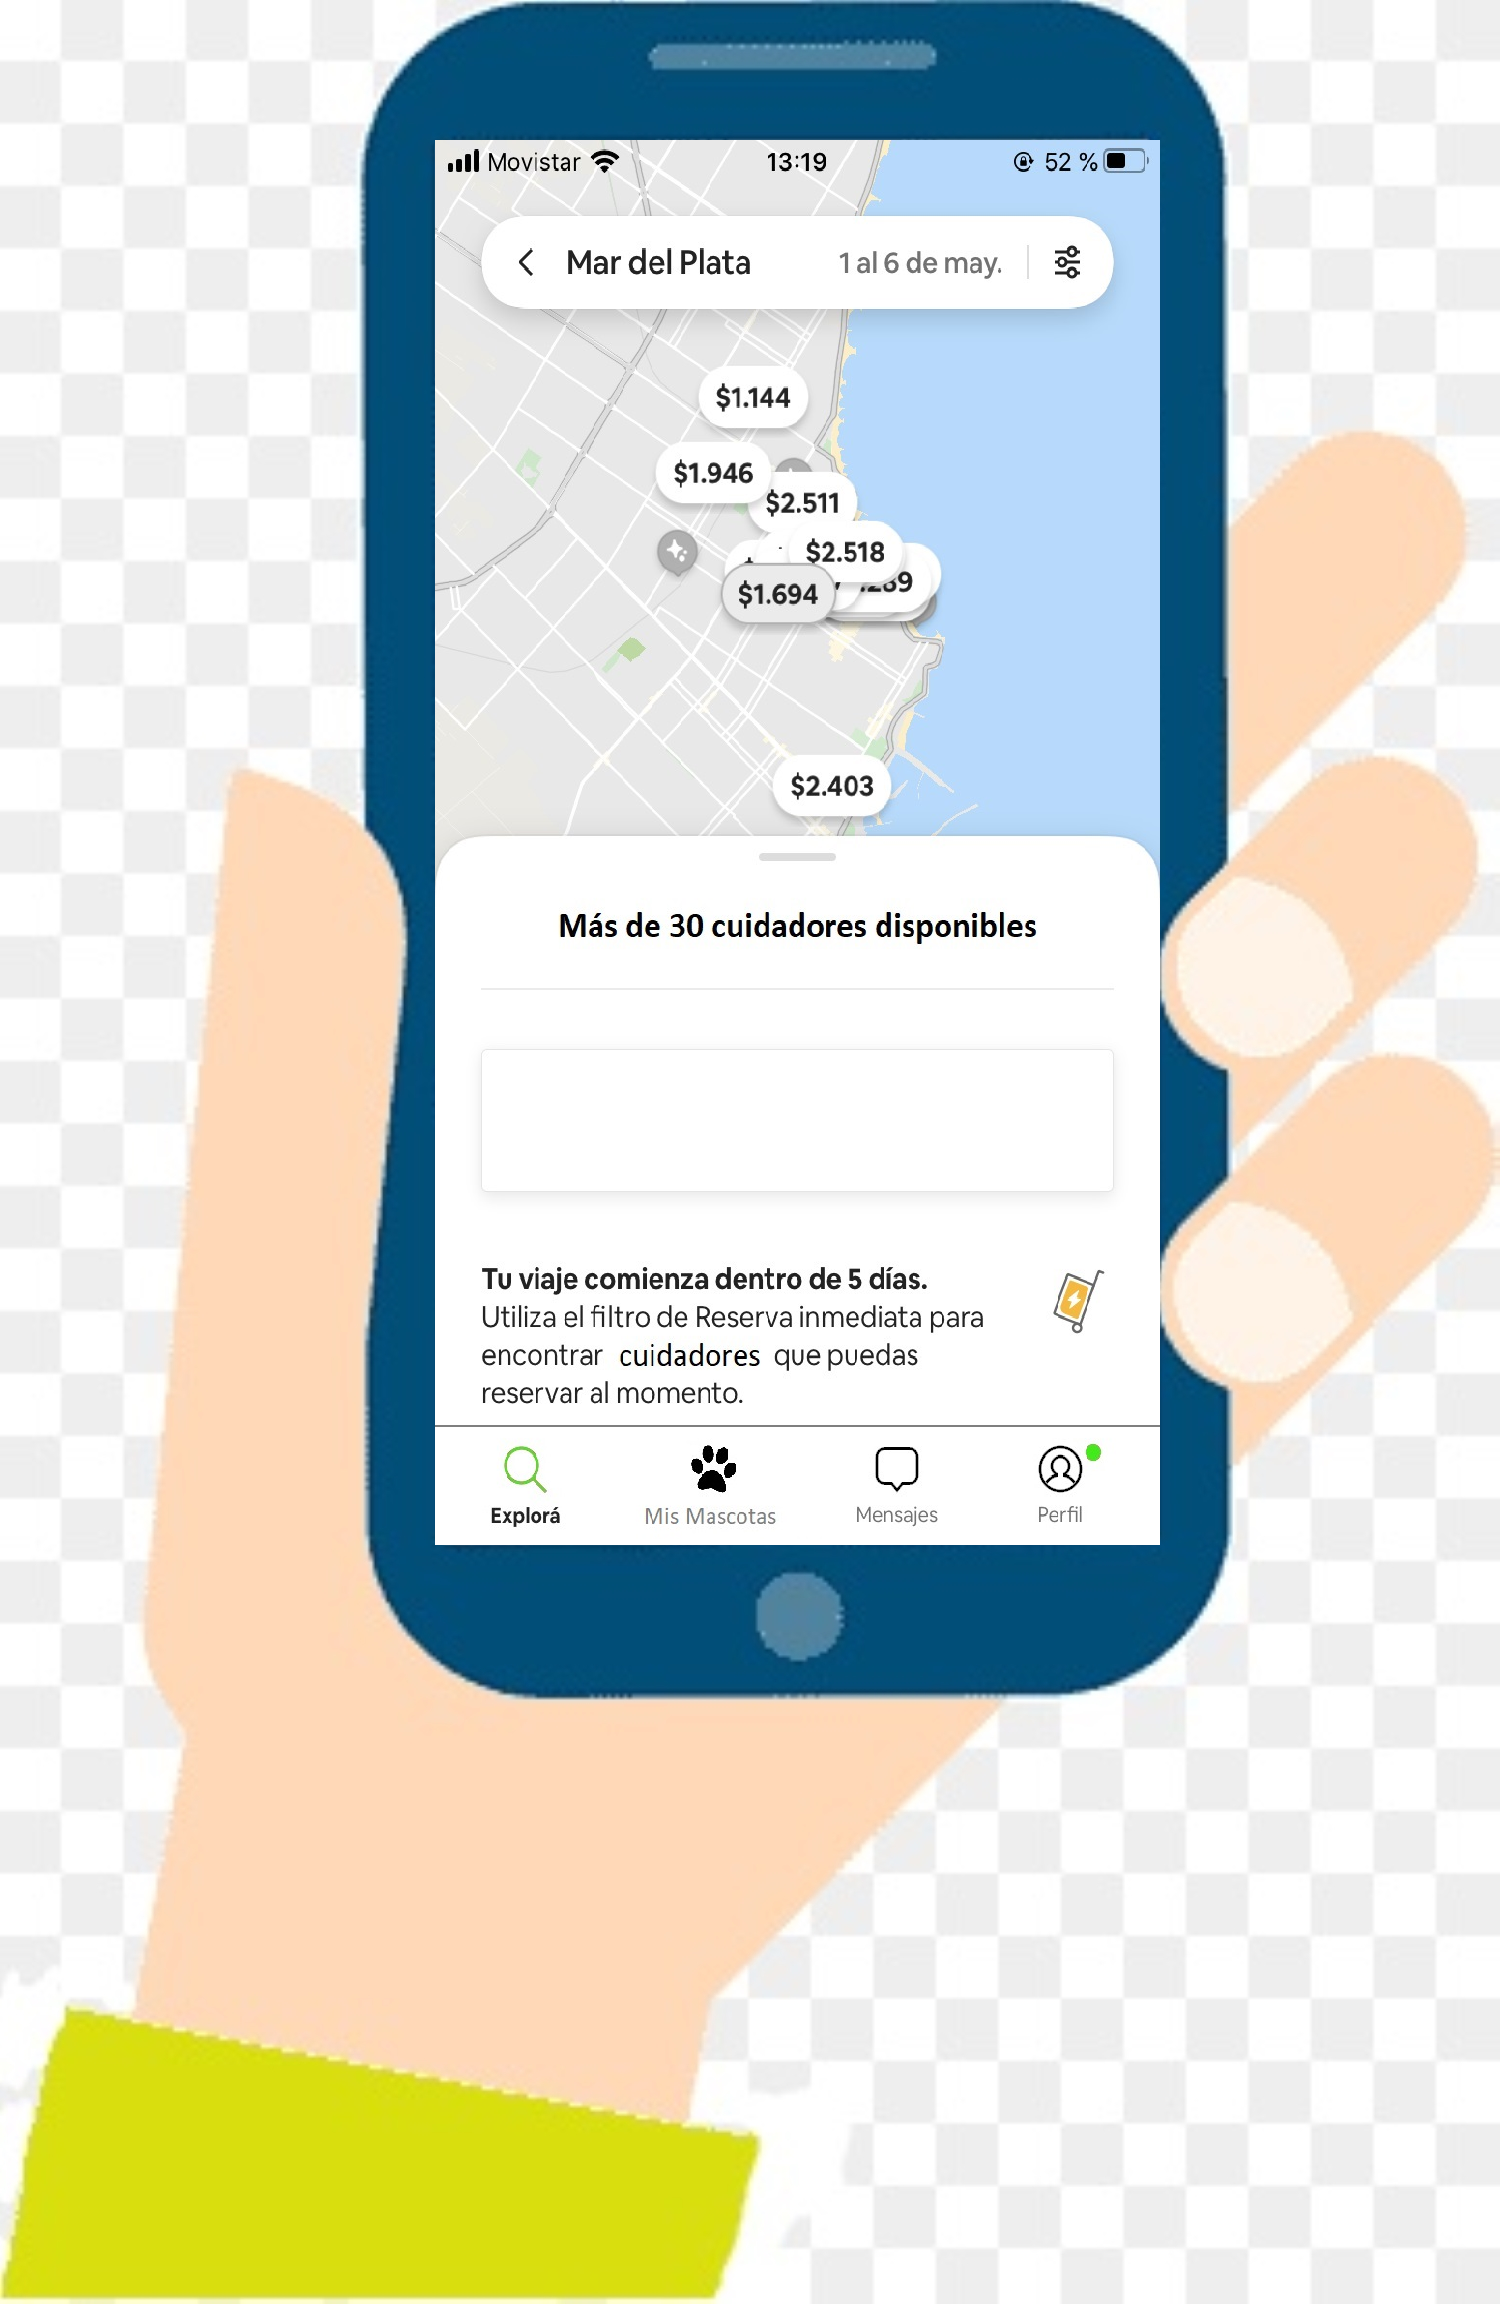 Movistar 13:19 52 %
Mar del Plata 1 al 6 de may.
$1.144
$1.946
$2.511
$2.518
$1.694
$2.403
Más de 30 cuidadores disponibles
Tu viaje comienza dentro de 5 días.
Utiliza el filtro de Reserva inmediata para
encontrar cuidadores que puedas
reservar al momento.
Explorá Mis Mascotas Mensajes Perfil